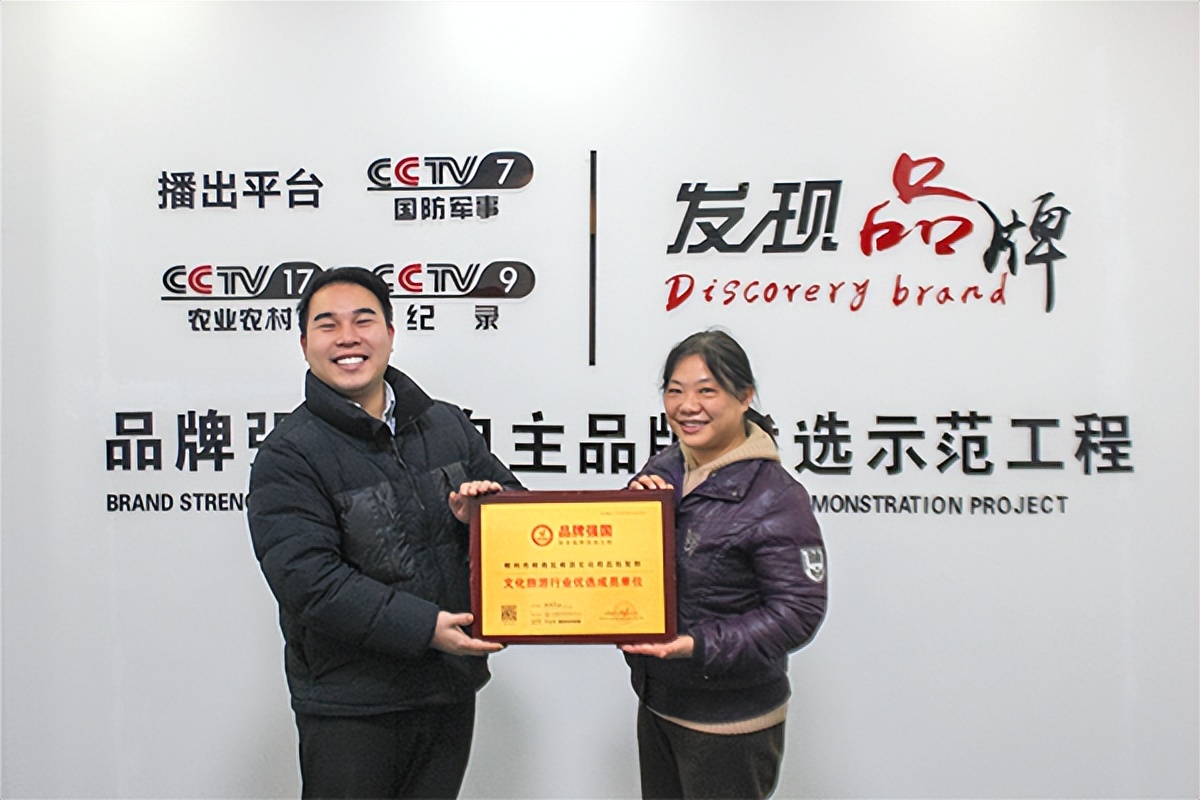 播出平台
CCTV 7
国防军事
CCTV 17
农业农村
CCTV 9
纪 录
发现品牌
Discovery brand
品牌强 自主品牌 选示范工程
BRAND STRENG MONSTRATION PROJECT
品牌强国
文化旅游行业优选成员单位